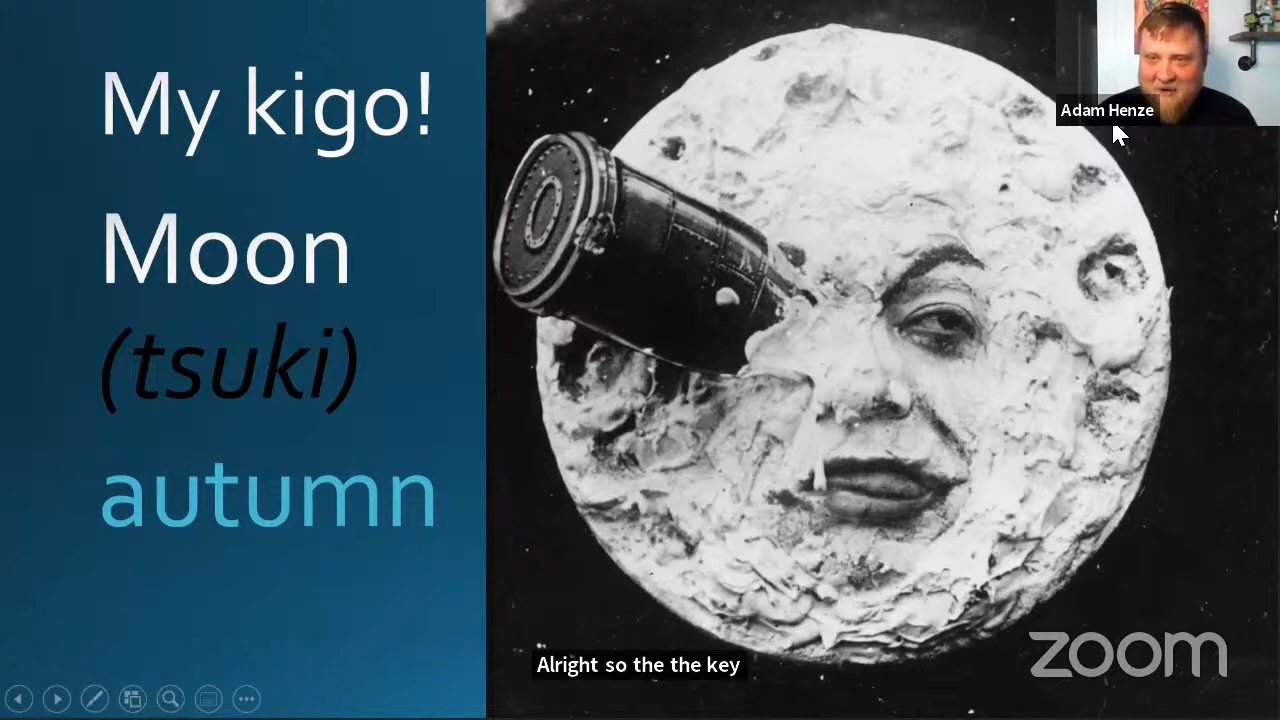 My kigo!
Moon
(tsuki)
autumn
Adam Henze
Alright so the the key
zoom